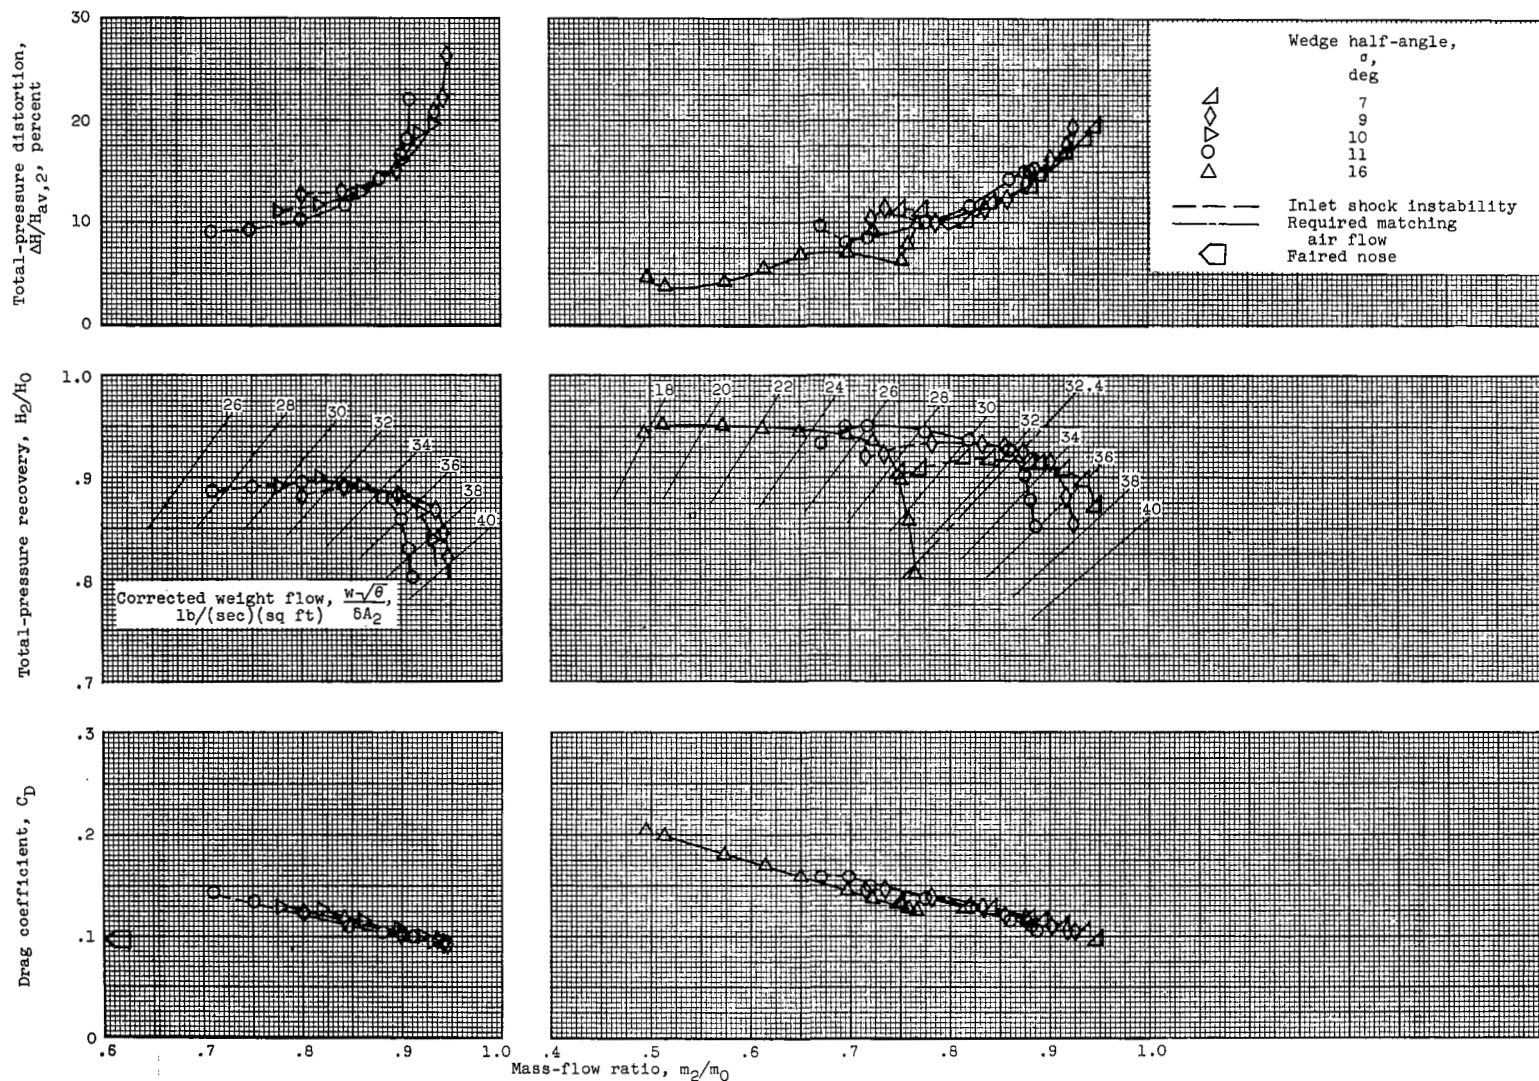 30
20
10
0
Total-pressure distortion,
ΔH/Hav,2, percent
Wedge half-angle,
σ,
deg
7
9
10
11
16
Inlet shock instability
Required matching
air flow
Faired nose
1.0
.9
.8
.7
Total-pressure recovery, H2/H0
26
28
30
32
34
36
38
40
Corrected weight flow, w√θ/δA2,
lb/(sec)(sq ft)
18
20
22
24
26
28
30
32
32.4
34
36
38
40
.3
.2
.1
0
Drag coefficient, CD
.6 .7 .8 .9 1.0
.4 .5 .6 .7 .8 .9 1.0
Mass-flow ratio, m2/m0